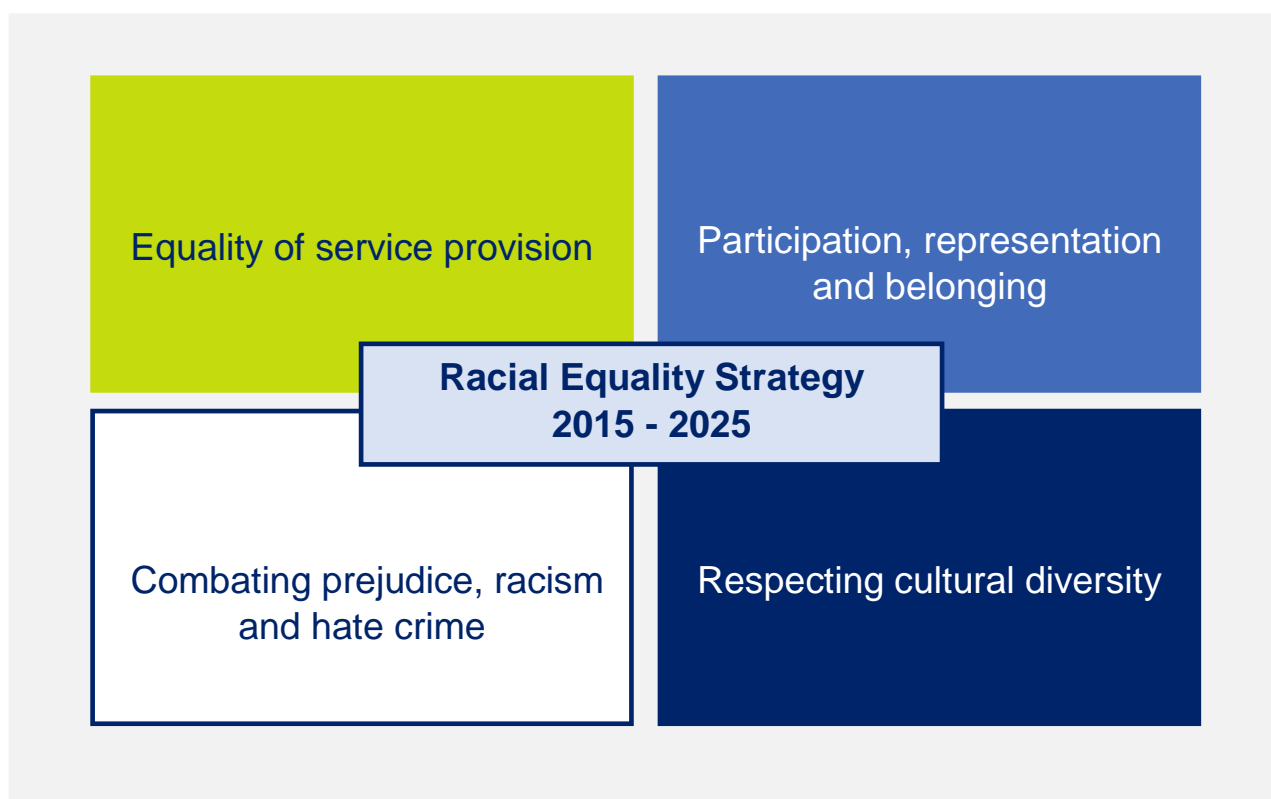 Equality of service provision
Participation, representation
and belonging
Racial Equality Strategy
2015 - 2025
Combating prejudice, racism
and hate crime
Respecting cultural diversity